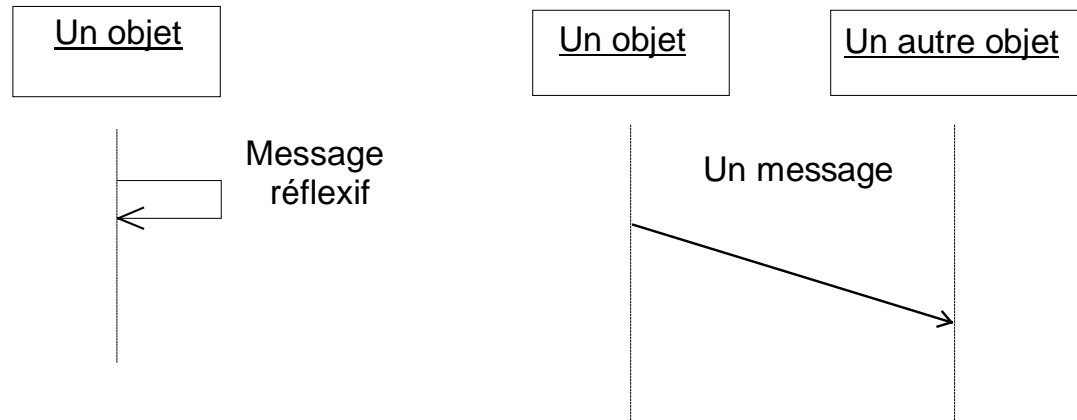 Un objet
Message
réflexif
Un objet
Un autre objet
Un message